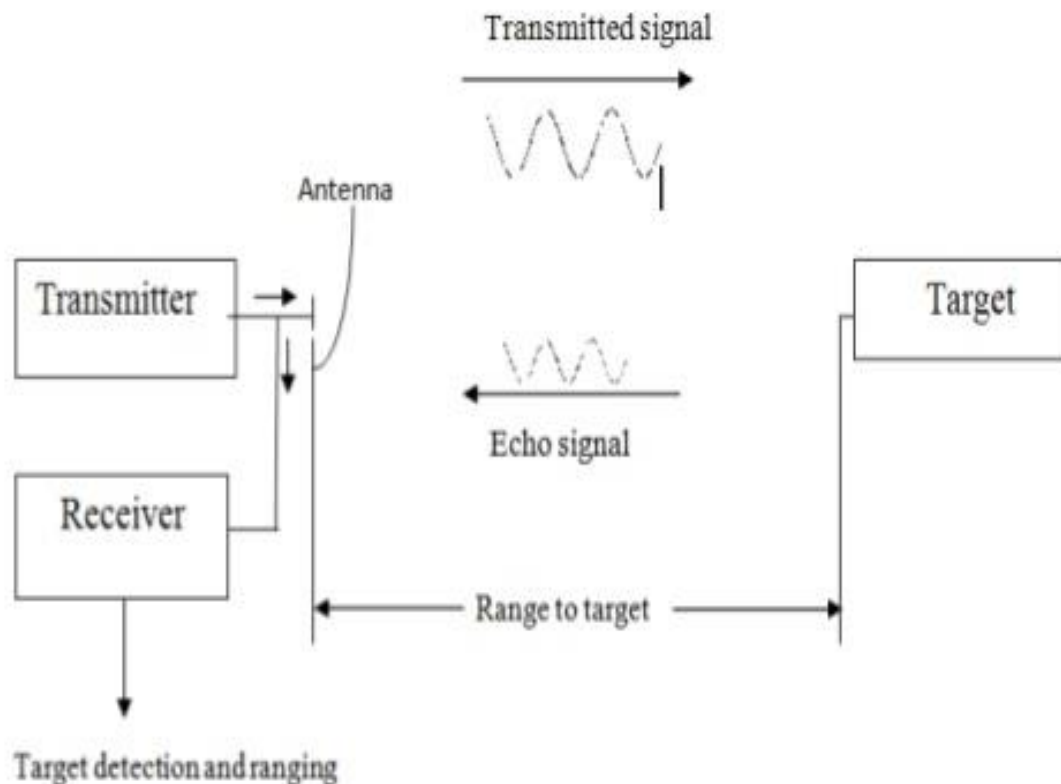 Transmitted signal
Antenna
Transmitter
Target
Echo signal
Receiver
Range to target
Target detection and ranging